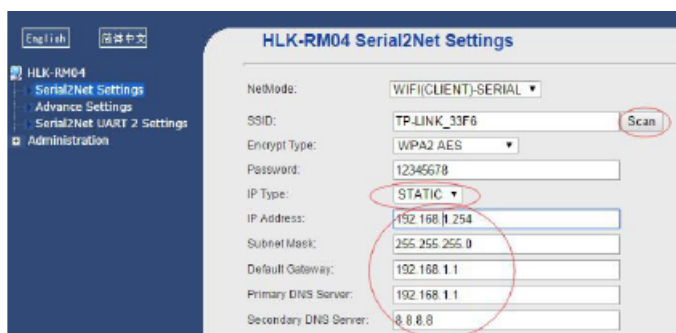 English 简体中文
HLK-RM04
Serial2Net Settings
Advance Settings
Serial2Net UART 2 Settings
Administration
HLK-RM04 Serial2Net Settings
NetMode: WIFI(CLIENT)-SERIAL
SSID: TP-LINK_33F6 Scan
Encrypt Type: WPA2 AES
Password: 12345678
IP Type: STATIC
IP Address: 192.168.1.254
Subnet Mask: 255.255.255.0
Default Gateway: 192.168.1.1
Primary DNS Server: 192.168.1.1
Secondary DNS Server: 8.8.8.8